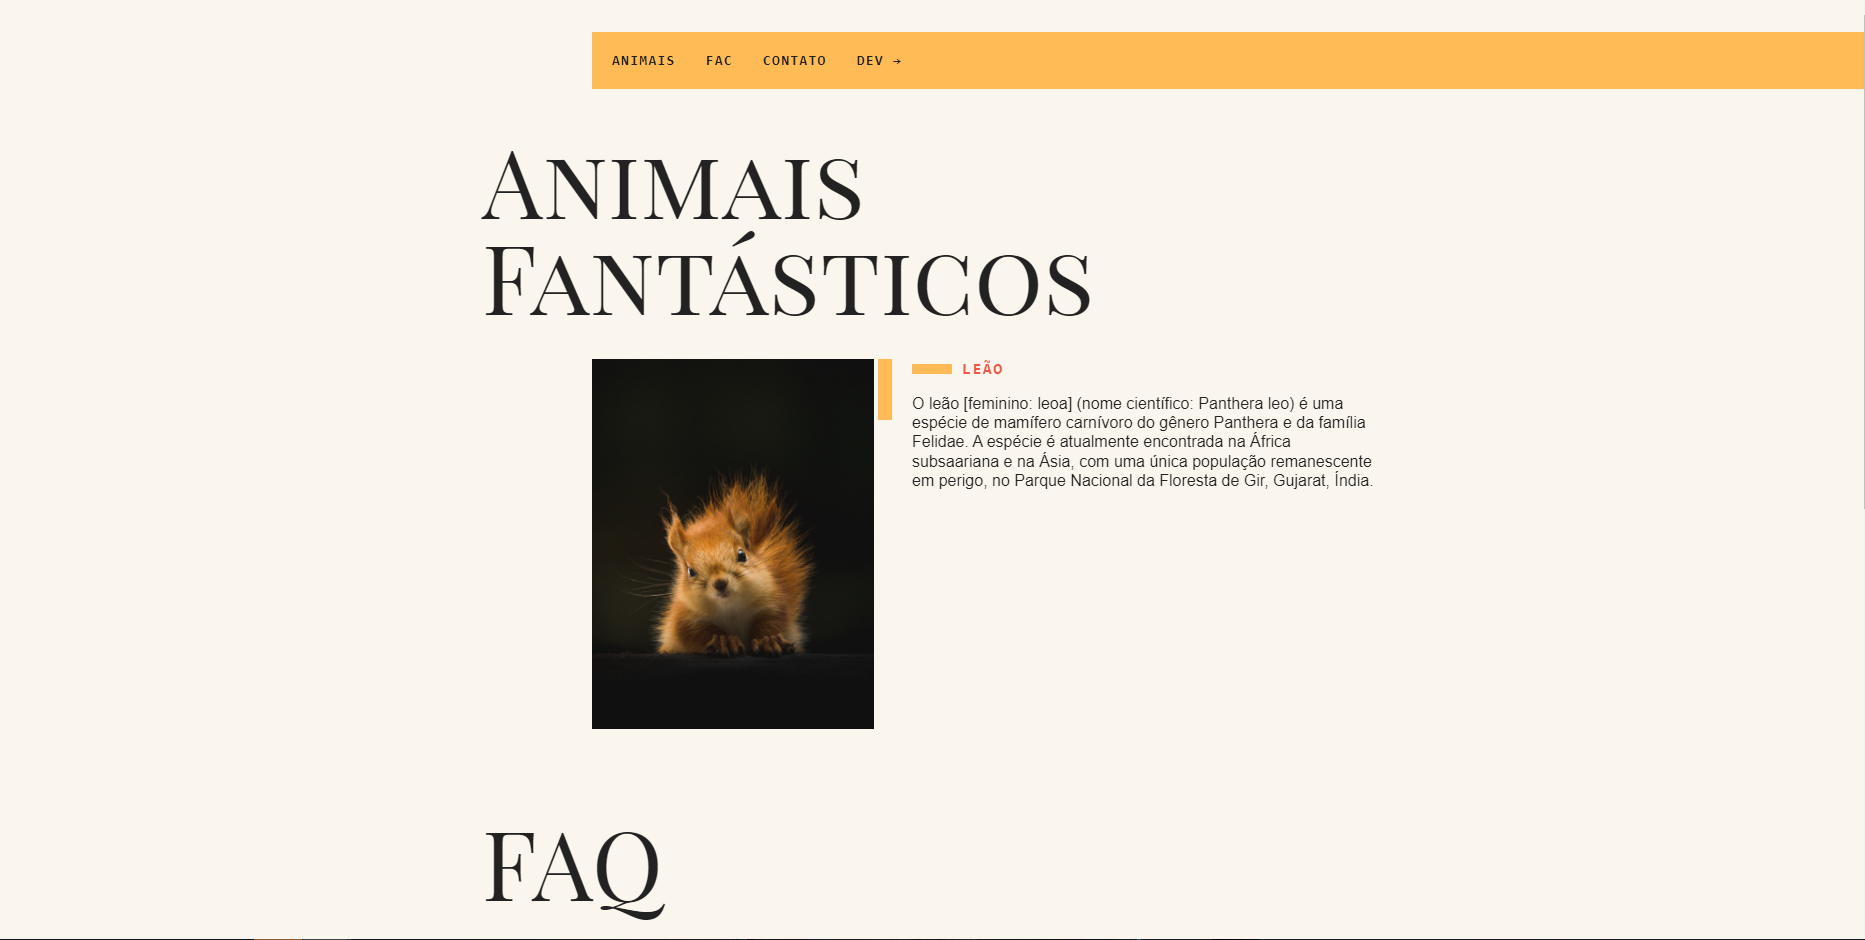 ANIMAIS FAC CONTATO DEV →
ANIMAIS
FANTÁSTICOS
LEÃO
O leão [feminino: leoa] (nome científico: Panthera leo) é uma
espécie de mamífero carnívoro do gênero Panthera e da família
Felidae. A espécie é atualmente encontrada na África
subsaariana e na Ásia, com uma única população remanescente
em perigo, no Parque Nacional da Floresta de Gir, Gujarat, Índia.
FAQ